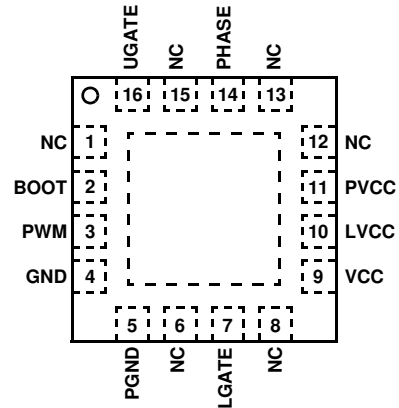 UGATE
NC
PHASE
NC
16 15 14 13
NC 1
12 NC
BOOT 2
11 PVCC
PWM 3
10 LVCC
GND 4
9 VCC
5 6 7 8
PGND
NC
LGATE
NC